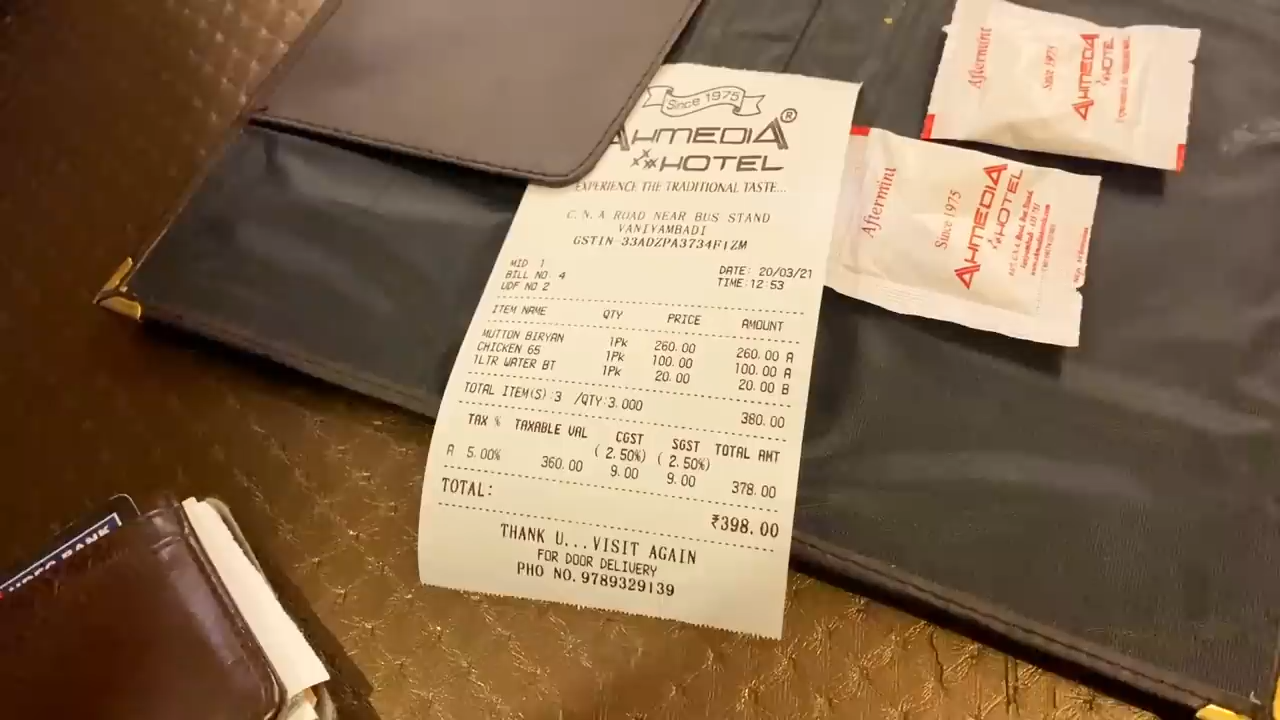 Since 1975
AHMEDIA®
HOTEL
EXPERIENCE THE TRADITIONAL TASTE...
C.N.A ROAD NEAR BUS STAND
VANIYAMBADI
GSTIN 33ADZPA3734F1ZM
MID 1
BILL NO 4 DATE: 20/03/21
UDF NO 2 TIME:12:53
ITEM NAME QTY PRICE AMOUNT
MUTTON BIRYAN 1Pk 260.00 260.00 A
CHICKEN 65 1Pk 100.00 100.00 A
1LTR WATER BT 1Pk 20.00 20.00 B
TOTAL ITEM(S):3 /QTY:3.000 380.00
TAX % TAXABLE VAL CGST SGST TOTAL AMT
( 2.50%) ( 2.50%)
A 5.00% 360.00 9.00 9.00 378.00
TOTAL: ₹398.00
THANK U...VISIT AGAIN
FOR DOOR DELIVERY
PHO NO.9789329139
Aftermint
Since 1975
AHMEDIA
HOTEL
Aftermint
Since 1975
AHMEDIA
HOTEL
BANK